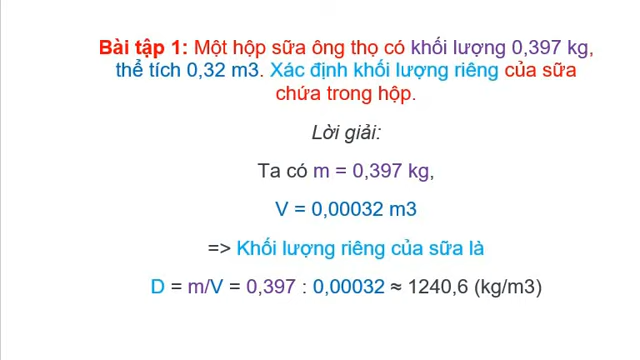 Bài tập 1: Một hộp sữa ông thọ có khối lượng 0,397 kg,
thể tích 0,32 m3. Xác định khối lượng riêng của sữa
chứa trong hộp.
Lời giải:
Ta có m = 0,397 kg,
V = 0,00032 m3
=> Khối lượng riêng của sữa là
D = m/V = 0,397 : 0,00032 ≈ 1240,6 (kg/m3)